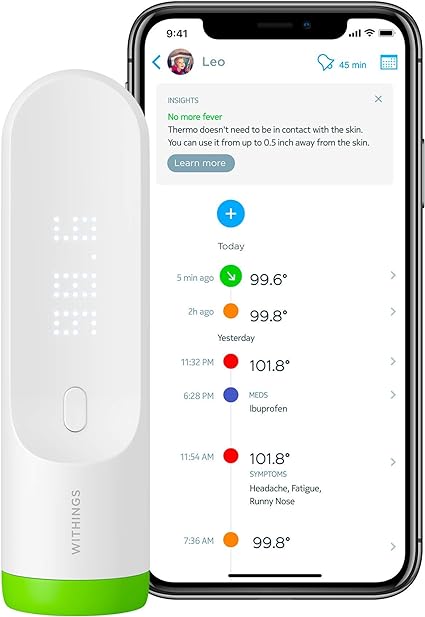 WITHINGS
9:41
Leo
45 min
INSIGHTS
No more fever
Thermo doesn't need to be in contact with the skin.
You can use it from up to 0.5 inch away from the skin.
Learn more
Today
5 min ago 99.6°
2h ago 99.8°
Yesterday
11:32 PM 101.8°
6:28 PM MEDS
Ibuprofen
11:54 AM 101.8°
SYMPTOMS
Headache, Fatigue,
Runny Nose
7:36 AM 99.8°